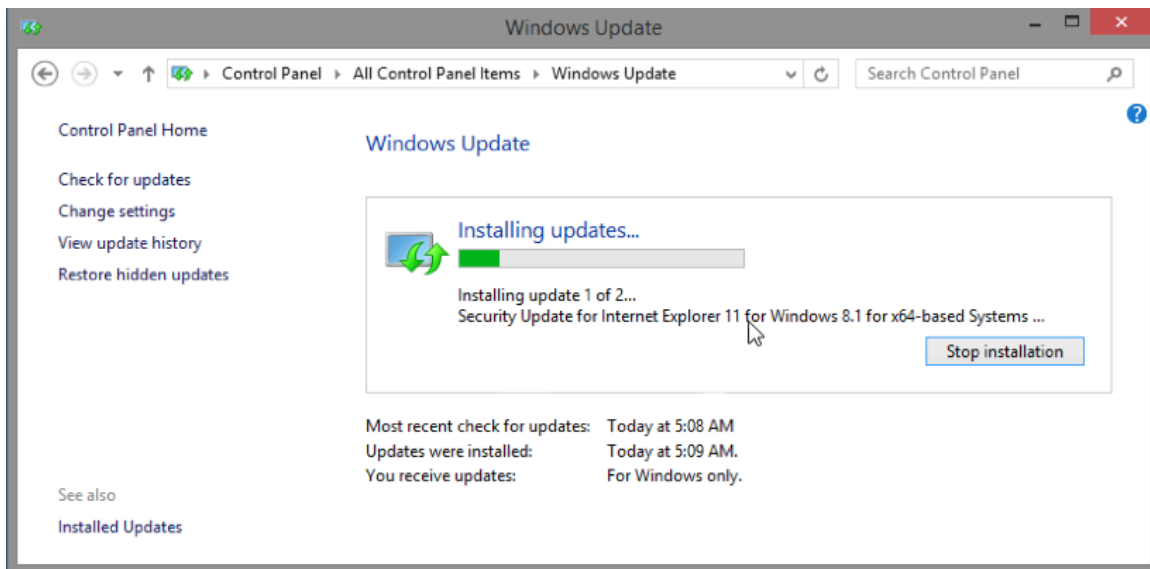 Windows Update
Control Panel All Control Panel Items Windows Update Search Control Panel
Control Panel Home
Windows Update
Check for updates
Change settings
View update history
Restore hidden updates
Installing updates...
Installing update 1 of 2...
Security Update for Internet Explorer 11 for Windows 8.1 for x64-based Systems ...
Stop installation
Most recent check for updates: Today at 5:08 AM
Updates were installed: Today at 5:09 AM.
You receive updates: For Windows only.
See also
Installed Updates